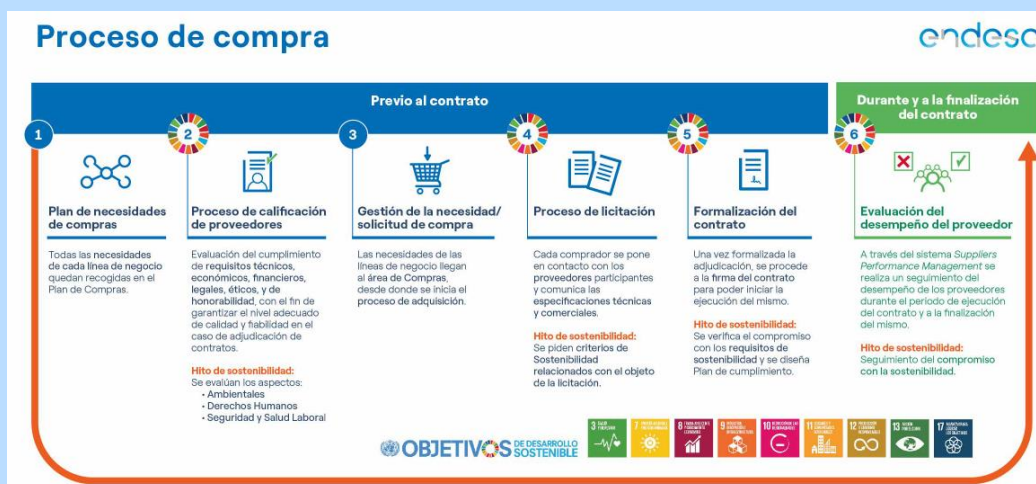 Proceso de compra
endesa
Previo al contrato
Durante y a la finalización
del contrato
1
2
3
4
5
6
Plan de necesidades
de compras
Todas las necesidades
de cada línea de negocio
quedan recogidas en el
Plan de Compras.
Proceso de calificación
de proveedores
Evaluación del cumplimiento
de requisitos técnicos,
económicos, financieros,
legales, éticos, y de
honorabilidad, con el fin de
garantizar el nivel adecuado
de calidad y fiabilidad en el
caso de adjudicación de
contratos.
Hito de sostenibilidad:
Se evalúan los aspectos:
• Ambientales
• Derechos Humanos
• Seguridad y Salud Laboral
Gestión de la necesidad/
solicitud de compra
Las necesidades de las
líneas de negocio llegan
al área de Compras,
desde donde se inicia el
proceso de adquisición.
Proceso de licitación
Cada comprador se pone
en contacto con los
proveedores participantes
y comunica las
especificaciones técnicas
y comerciales.
Hito de sostenibilidad:
Se piden criterios de
Sostenibilidad
relacionados con el objeto
de la licitación.
Formalización del
contrato
Una vez formalizada la
adjudicación, se procede
a la firma del contrato
para poder iniciar la
ejecución del mismo.
Hito de sostenibilidad:
Se verifica el compromiso
con los requisitos de
sostenibilidad y se diseña
Plan de cumplimiento.
Evaluación del
desempeño del proveedor
A través del sistema Suppliers
Performance Management se
realiza un seguimiento del
desempeño de los proveedores
durante el periodo de ejecución
del contrato y a la finalización
del mismo.
Hito de sostenibilidad:
Seguimiento del compromiso
con la sostenibilidad.
OBJETIVOS DE DESARROLLO
SOSTENIBLE
3
7
8
9
10
11
12
13
17